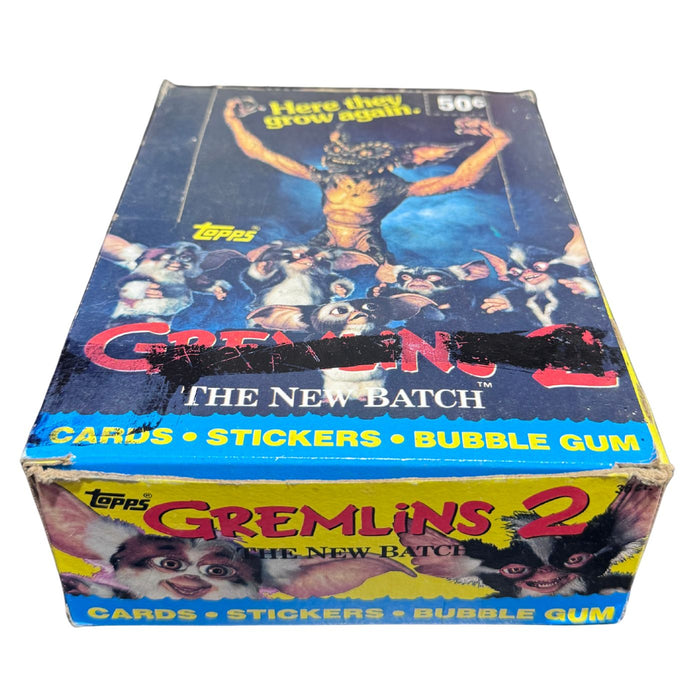 Here they
grow again.
50¢
Topps
GREMLINS 2
THE NEW BATCH™
CARDS • STICKERS • BUBBLE GUM
Topps®
GREMLINS 2
THE NEW BATCH
CARDS • STICKERS • BUBBLE GUM